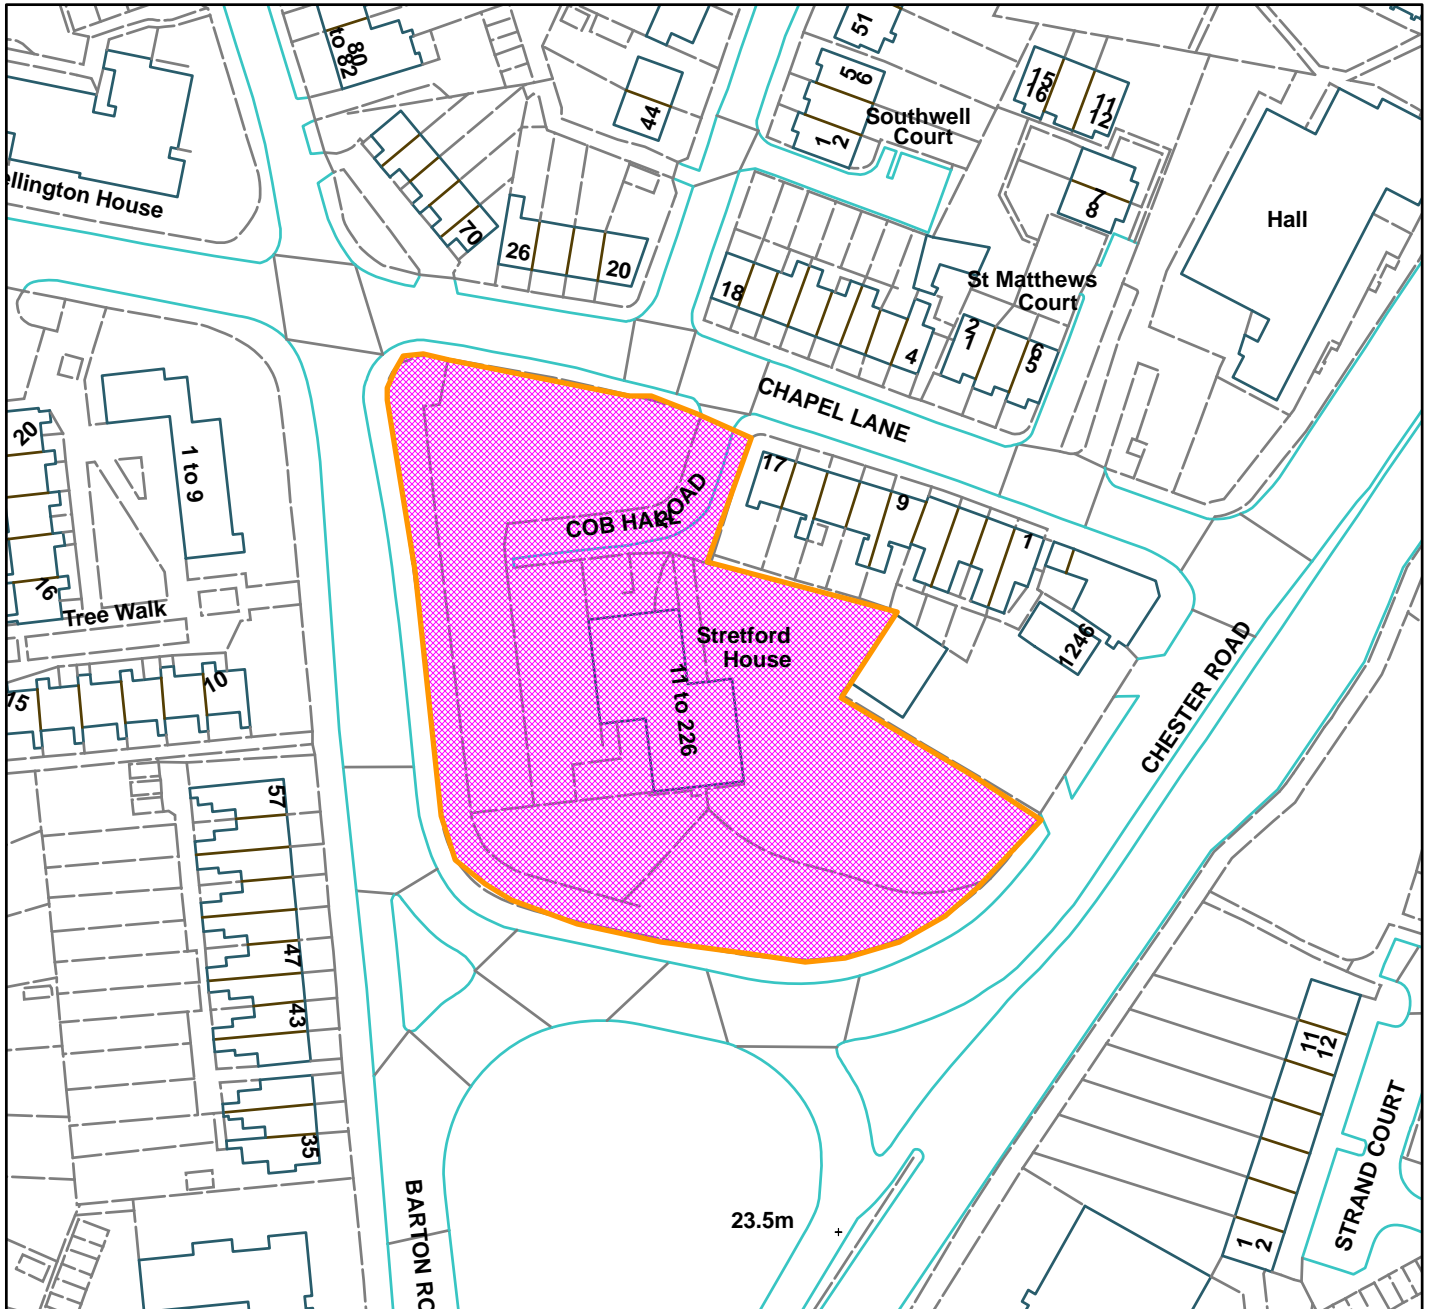 80
to 82
51
5
6
15
16
11
12
44
Southwell
Court
1
2
7
8
ellington House
70
26
20
Hall
18
St Matthews
Court
2
1
6
5
4
CHAPEL LANE
20
1 to 9
17
9
1
COB HALL
ROAD
16
Tree Walk
Stretford
House
1246
CHESTER ROAD
11 to 226
15
10
57
47
43
11
12
35
STRAND COURT
BARTON RO
23.5m
1
2